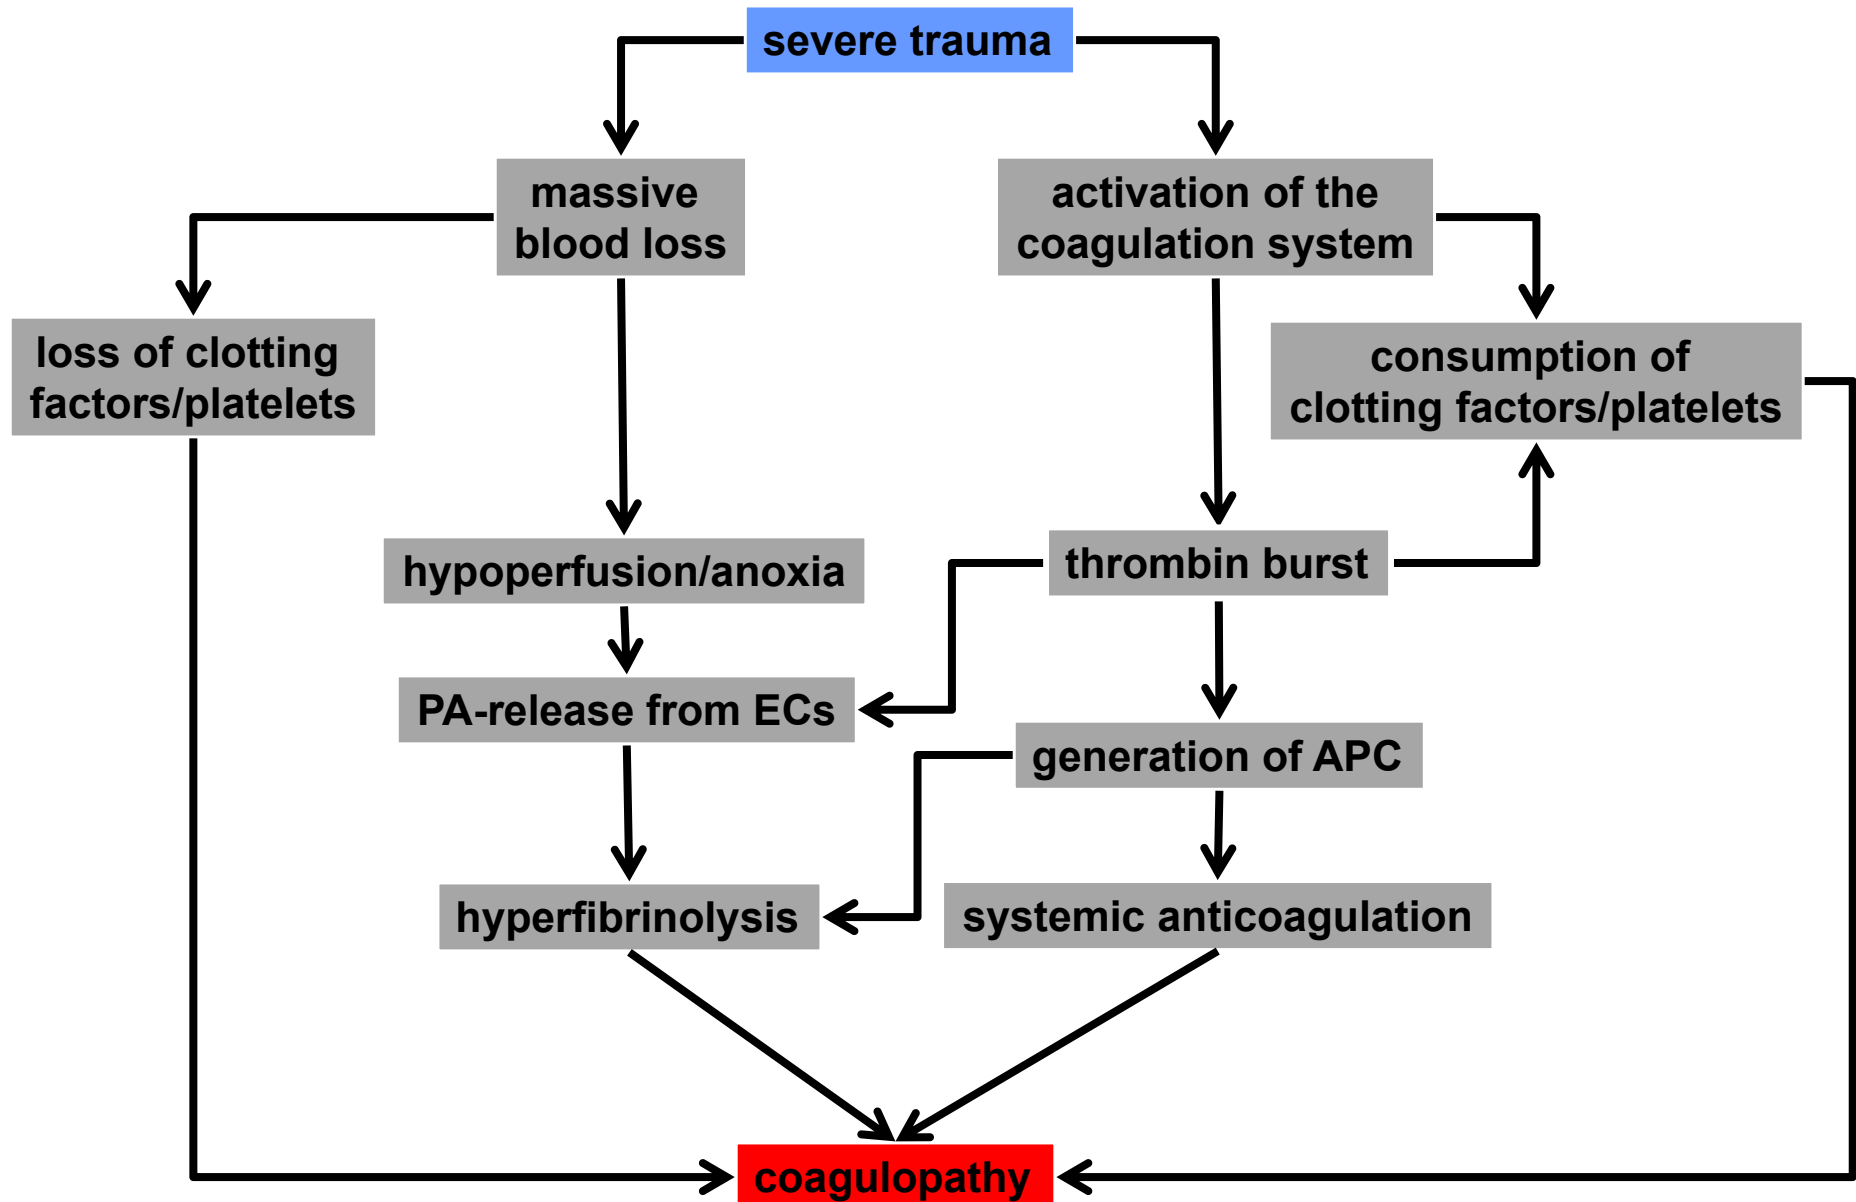 severe trauma
massive
blood loss
activation of the
coagulation system
loss of clotting
factors/platelets
consumption of
clotting factors/platelets
hypoperfusion/anoxia
thrombin burst
PA-release from ECs
generation of APC
hyperfibrinolysis
systemic anticoagulation
coagulopathy